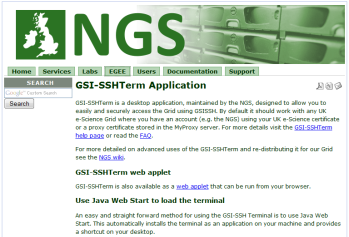 NGS
Home Services Labs EGEE Users Documentation Support
SEARCH
Google™ Custom Search
Search
GSI-SSHTerm Application
GSI-SSHTerm is a desktop application, maintained by the NGS, designed to allow you to
easily and securely access the Grid using GSISSH. By default it should work with any UK
e-Science Grid where you have an account (e.g. the NGS) using your UK e-Science certificate
or a proxy certificate stored in the MyProxy server. For more details visit the GSI-SSHTerm
help page or read the FAQ.
For more detailed on advanced uses of the GSI-SSHTerm and re-distributing it for our Grid
see the NGS wiki.
GSI-SSHTerm web applet
GSI-SSHTerm is also available as a web applet that can be run from your browser.
Use Java Web Start to load the terminal
An easy and straight forward method for using the GSI-SSH Terminal is to use Java Web
Start. This automatically installs the terminal as an application on your machine and provides
a shortcut on your desktop.